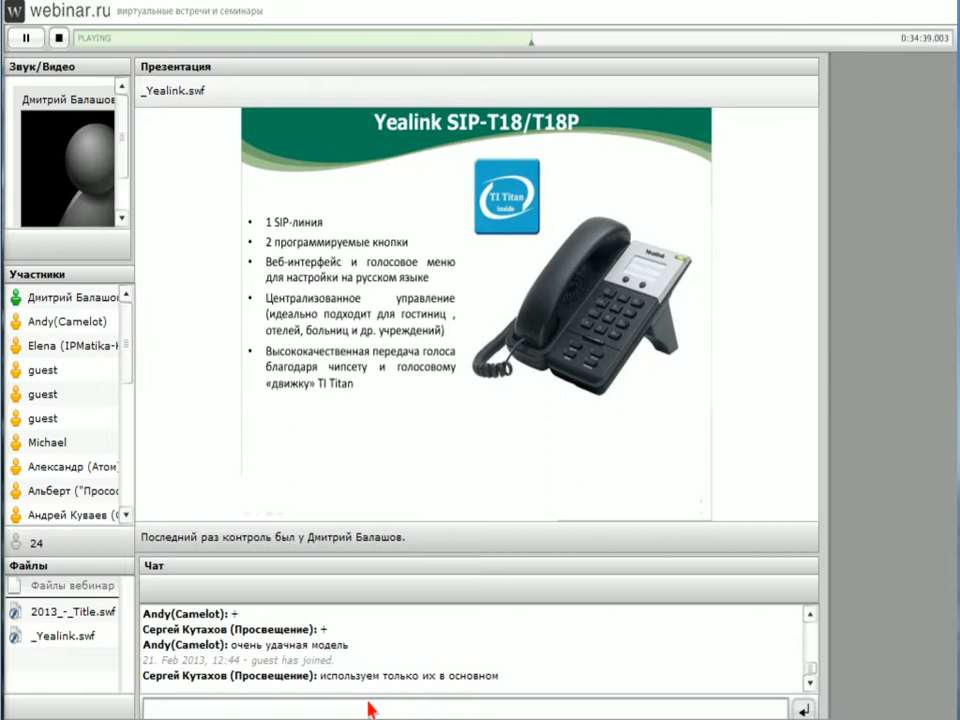 webinar.ru виртуальные встречи и семинары
PLAYING
0:34:39.003
Звук/Видео
Дмитрий Балашов
Участники
Дмитрий Балашо
Andy(Camelot)
Elena (IPMatika-
guest
guest
guest
Michael
Александр (Атом)
Альберт ("Просо
Андрей Куваев (
24
Файлы
Файлы вебинар
2013_-_Title.swf
_Yealink.swf
Презентация
_Yealink.swf
Yealink SIP-T18/T18P
TI Titan
Inside
Yealink
• 1 SIP-линия
• 2 программируемые кнопки
• Веб-интерфейс и голосовое меню
для настройки на русском языке
• Централизованное управление
(идеально подходит для гостиниц ,
отелей, больниц и др. учреждений)
• Высококачественная передача голоса
благодаря чипсету и голосовому
«движку» TI Titan
Последний раз контроль был у Дмитрий Балашов.
Чат
Andy(Camelot): +
Сергей Кутахов (Просвещение): +
Andy(Camelot): очень удачная модель
21. Feb 2013, 12:44 - guest has joined.
Сергей Кутахов (Просвещение): используем только их в основном